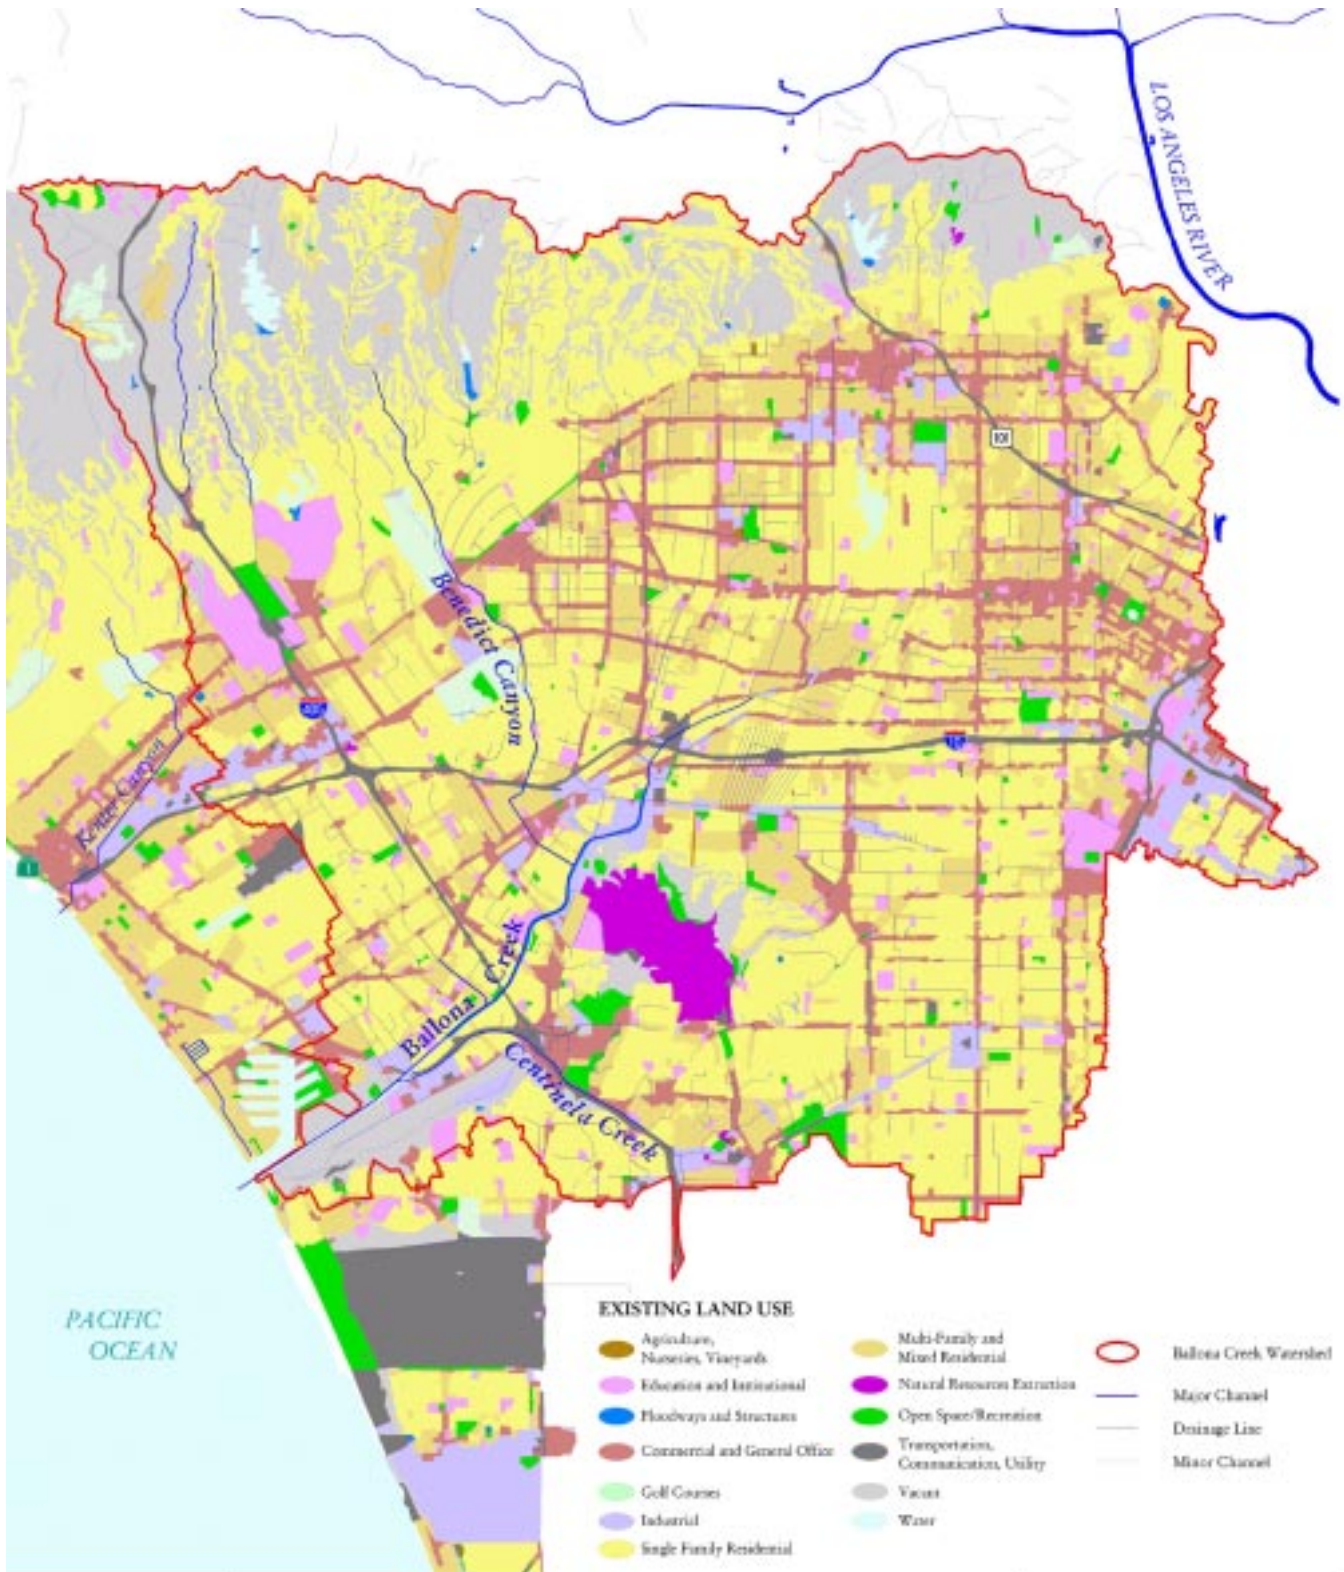 LOS ANGELES RIVER
101
Benedict Canyon
405
10
Kenter Canyon
1
Ballona Creek
Centinela Creek
PACIFIC
OCEAN
EXISTING LAND USE
Agriculture,
Nurseries, Vineyards
Education and Institutional
Floodways and Structures
Commercial and General Office
Golf Courses
Industrial
Single Family Residential
Multi-Family and
Mixed Residential
Natural Resources Extraction
Open Space/Recreation
Transportation,
Communication, Utility
Vacant
Water
Ballona Creek Watershed
Major Channel
Drainage Line
Minor Channel